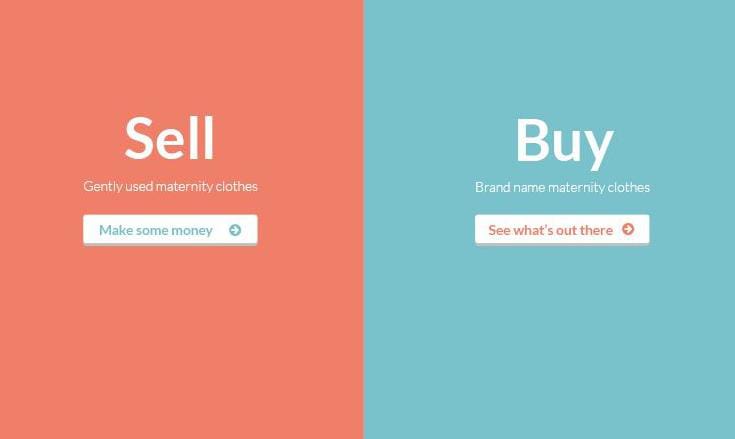 Sell
Gently used maternity clothes
Make some money
Buy
Brand name maternity clothes
See what's out there